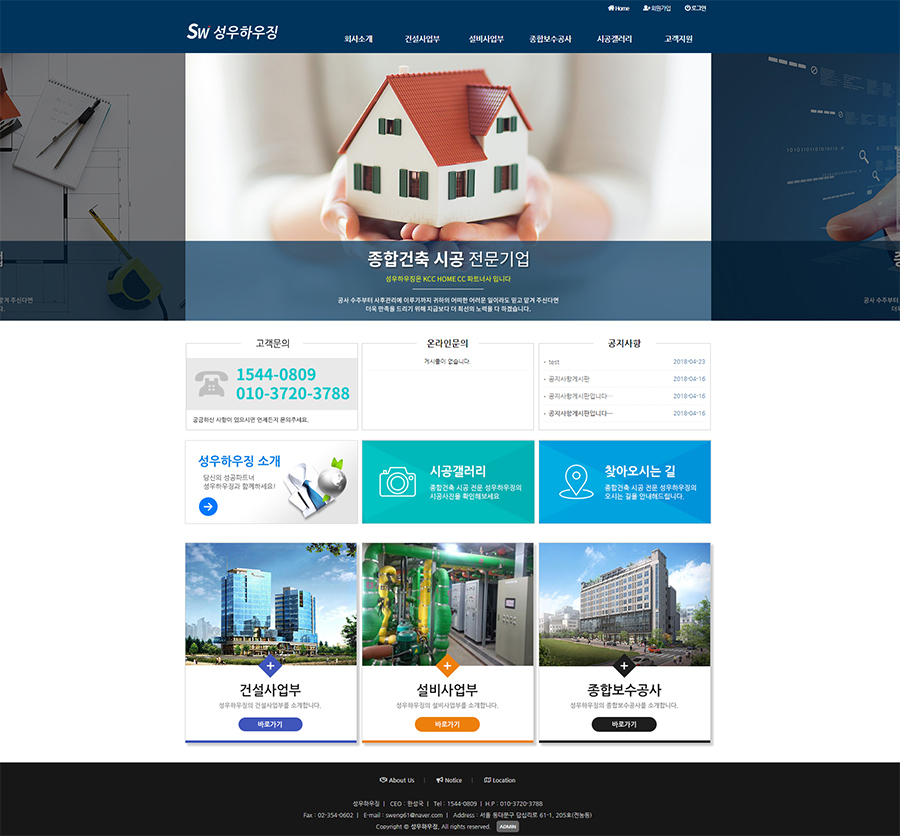 Home 회원가입 로그인
SW 성우하우징
회사소개 건설사업부 설비사업부 종합보수공사 시공갤러리 고객지원
종합건축 시공 전문기업
성우하우징은 KCC HOME CC 파트너사 입니다
공사 수주부터 사후관리에 이루기까지 귀하의 어떠한 어려운 일이라도 믿고 맡겨 주신다면
더욱 만족을 드리기 위해 지금보다 더 최선의 노력을 다 하겠습니다.
맡겨 주신다면
다.
공사 수주부터
더욱
고객문의
1544-0809
010-3720-3788
궁금하신 사항이 있으시면 언제든지 문의주세요.
온라인문의
게시물이 없습니다.
공지사항
test 2018-04-23
공지사항게시판 2018-04-16
공지사항게시판입니다… 2018-04-16
공지사항게시판입니다… 2018-04-16
성우하우징 소개
당신의 성공파트너
성우하우징과 함께하세요!
시공갤러리
종합건축 시공 전문 성우하우징의
시공사진을 확인해보세요
찾아오시는 길
종합건축 시공 전문 성우하우징의
오시는 길을 안내해드립니다.
건설사업부
성우하우징의 건설사업부를 소개합니다.
바로가기
설비사업부
성우하우징의 설비사업부를 소개합니다.
바로가기
종합보수공사
성우하우징의 종합보수공사를 소개합니다.
바로가기
About Us | Notice | Location
성우하우징 | CEO : 한성국 | Tel : 1544-0809 | H.P : 010-3720-3788
Fax : 02-354-0602 | E-mail : sweng61@naver.com | Address : 서울 동대문구 답십리로 61-1, 205호(전농동)
Copyright © 성우하우징, All rights reserved. ADMIN